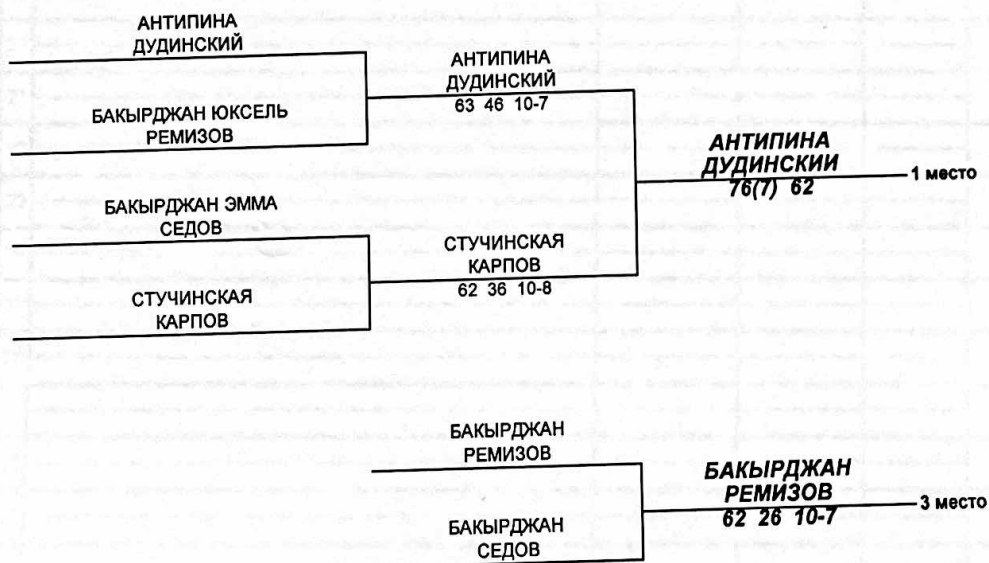 АНТИПИНА
ДУДИНСКИЙ
БАКЫРДЖАН ЮКСЕЛЬ
РЕМИЗОВ
АНТИПИНА
ДУДИНСКИЙ
63 46 10-7
БАКЫРДЖАН ЭММА
СЕДОВ
СТУЧИНСКАЯ
КАРПОВ
СТУЧИНСКАЯ
КАРПОВ
62 36 10-8
АНТИПИНА
ДУДИНСКИЙ
76(7) 62
1 место
БАКЫРДЖАН
РЕМИЗОВ
БАКЫРДЖАН
СЕДОВ
БАКЫРДЖАН
РЕМИЗОВ
62 26 10-7
3 место